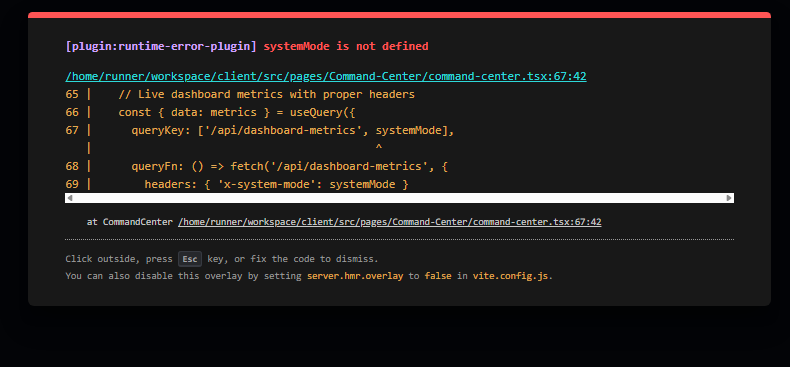 [plugin:runtime-error-plugin] systemMode is not defined
/home/runner/workspace/client/src/pages/Command-Center/command-center.tsx:67:42
65 |    // Live dashboard metrics with proper headers
66 |    const { data: metrics } = useQuery({
67 |      queryKey: ['/api/dashboard-metrics', systemMode],
   |                                           ^
68 |      queryFn: () => fetch('/api/dashboard-metrics', {
69 |        headers: { 'x-system-mode': systemMode }
at CommandCenter /home/runner/workspace/client/src/pages/Command-Center/command-center.tsx:67:42
Click outside, press Esc key, or fix the code to dismiss.
You can also disable this overlay by setting server.hmr.overlay to false in vite.config.js.